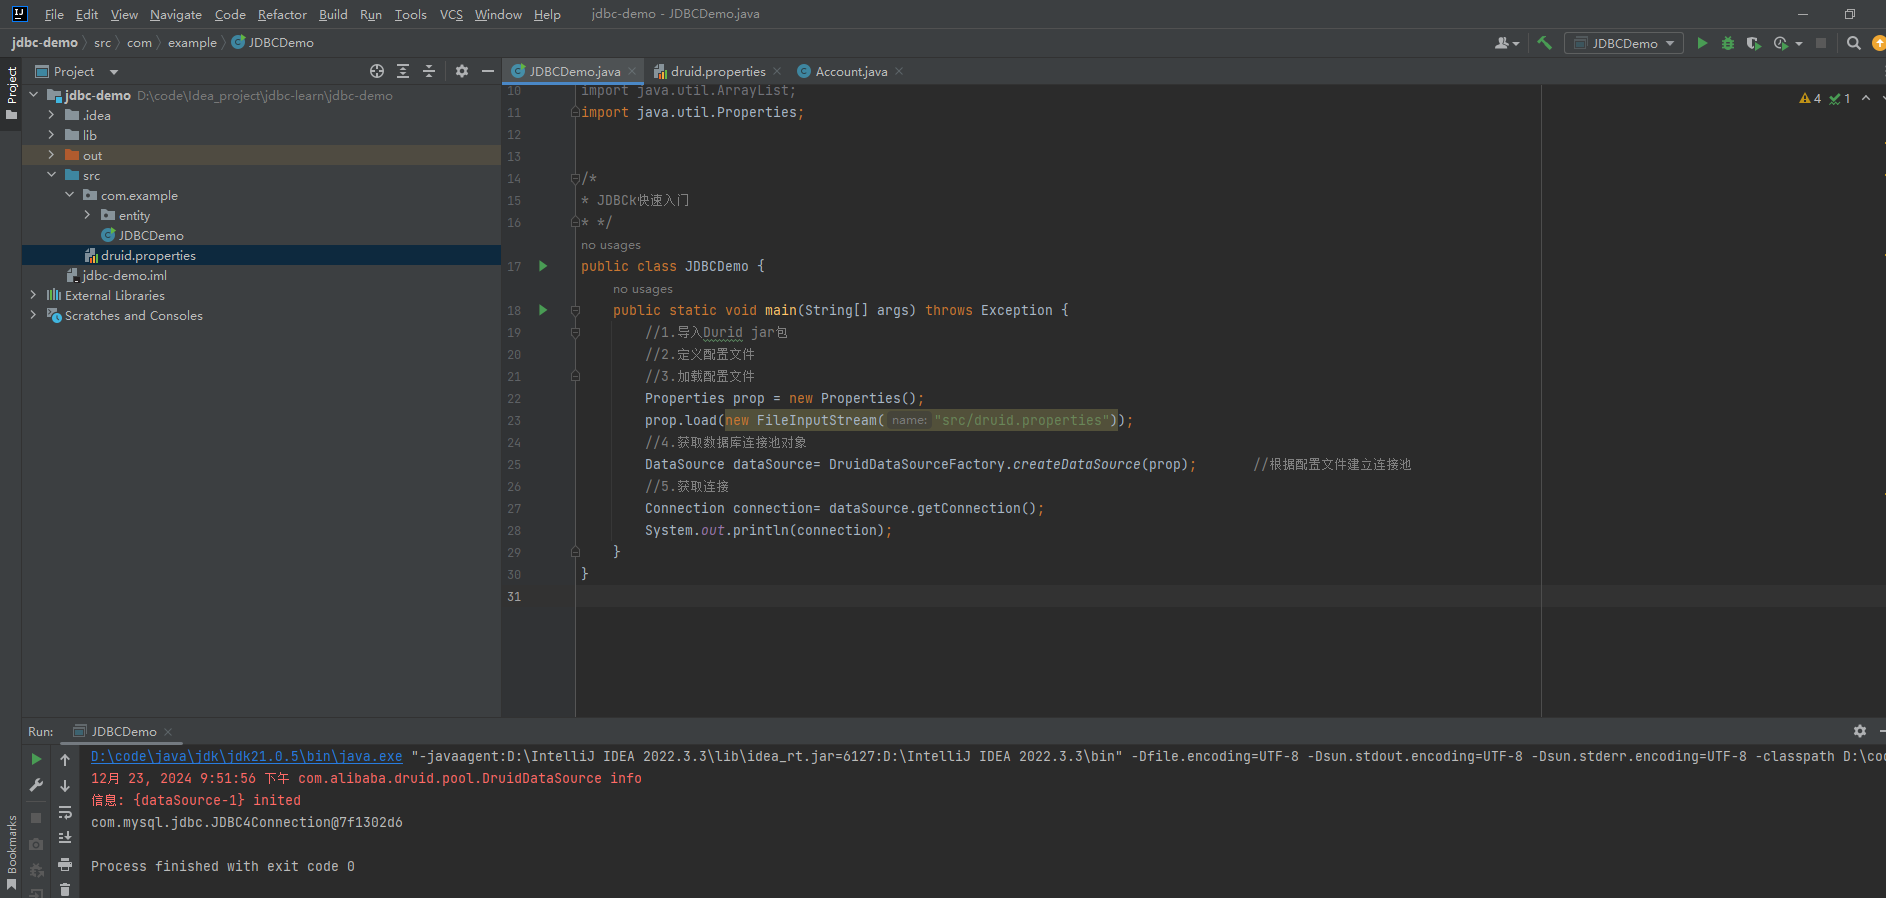 File Edit View Navigate Code Refactor Build Run Tools VCS Window Help jdbc-demo - JDBCDemo.java
jdbc-demo src com example JDBCDemo
JDBCDemo
Project
Project
JDBCDemo.java druid.properties Account.java
jdbc-demo D:\code\Idea_project\jdbc-learn\jdbc-demo
.idea
lib
out
src
com.example
entity
JDBCDemo
druid.properties
jdbc-demo.iml
External Libraries
Scratches and Consoles
4 1
10 import java.util.ArrayList;
11 import java.util.Properties;
12
13
14 /*
15 * JDBCk快速入门
16 * */
no usages
17 public class JDBCDemo {
no usages
18 public static void main(String[] args) throws Exception {
19 //1.导入Durid jar包
20 //2.定义配置文件
21 //3.加载配置文件
22 Properties prop = new Properties();
23 prop.load(new FileInputStream( name: "src/druid.properties"));
24 //4.获取数据库连接池对象
25 DataSource dataSource= DruidDataSourceFactory.createDataSource(prop); //根据配置文件建立连接池
26 //5.获取连接
27 Connection connection= dataSource.getConnection();
28 System.out.println(connection);
29 }
30 }
31
Run: JDBCDemo
D:\code\java\jdk\jdk21.0.5\bin\java.exe "-javaagent:D:\IntelliJ IDEA 2022.3.3\lib\idea_rt.jar=6127:D:\IntelliJ IDEA 2022.3.3\bin" -Dfile.encoding=UTF-8 -Dsun.stdout.encoding=UTF-8 -Dsun.stderr.encoding=UTF-8 -classpath D:\cod
12月 23, 2024 9:51:56 下午 com.alibaba.druid.pool.DruidDataSource info
信息: {dataSource-1} inited
com.mysql.jdbc.JDBC4Connection@7f1302d6
Process finished with exit code 0
Bookmarks